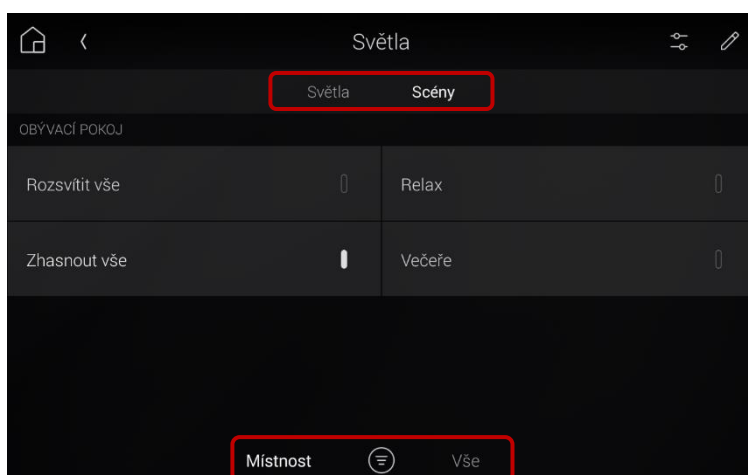 Světla
Světla Scény
OBÝVACÍ POKOJ
Rozsvítit vše Relax
Zhasnout vše Večeře
Místnost Vše